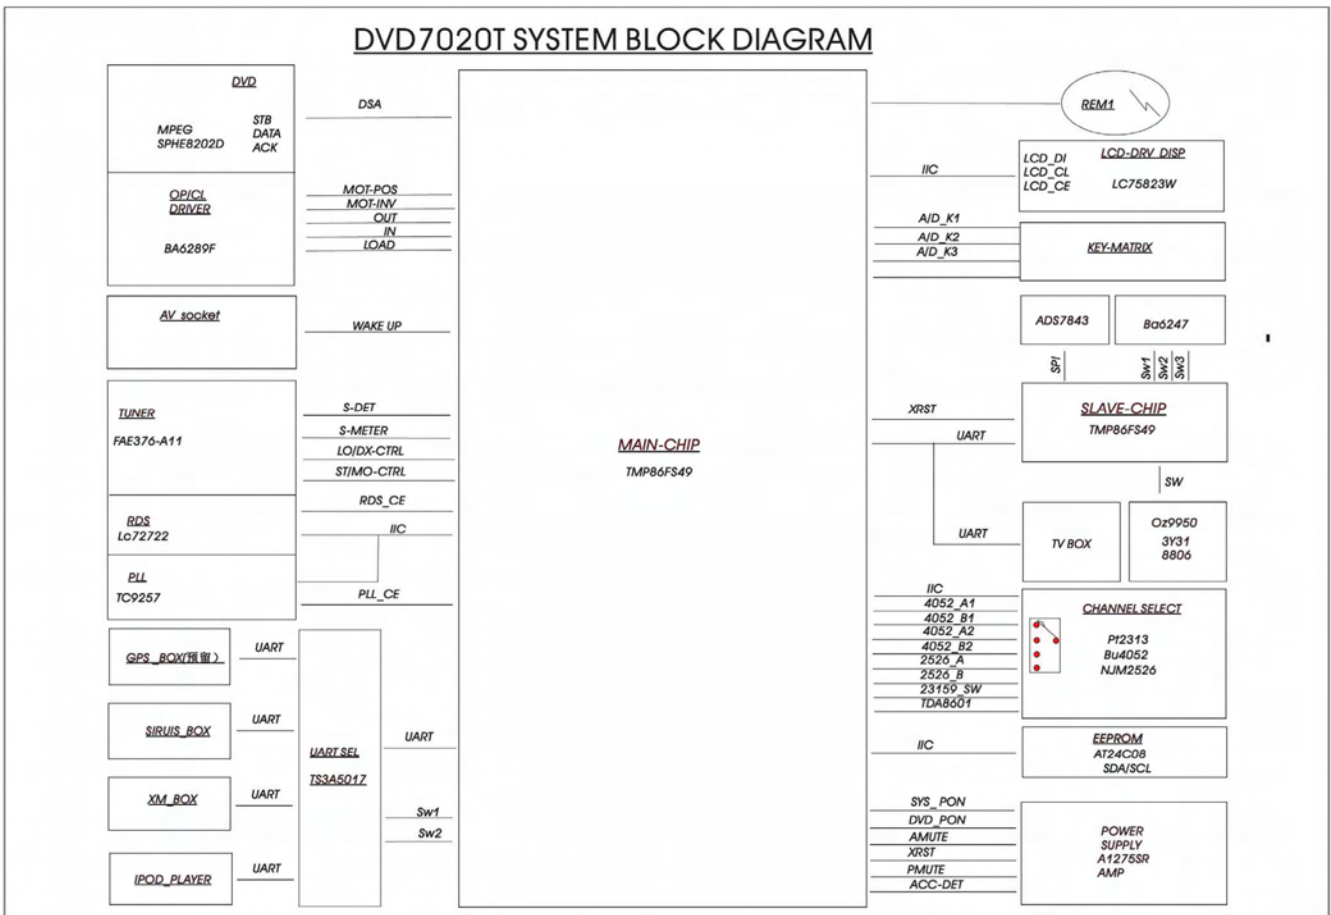 DVD7020T SYSTEM BLOCK DIAGRAM
DVD
MPEG
SPHE8202D
STB
DATA
ACK
DSA
OP/CL
DRIVER
BA6289F
MOT-POS
MOT-INV
OUT
IN
LOAD
AV socket
WAKE UP
TUNER
FAE376-A11
S-DET
S-METER
LO/DX-CTRL
ST/MO-CTRL
RDS
Lc72722
RDS_CE
IIC
PLL
TC9257
PLL_CE
GPS_BOX(预留)
UART
SIRUIS_BOX
UART
XM_BOX
UART
IPOD_PLAYER
UART
UART SEL
TS3A5017
UART
Sw1
Sw2
MAIN-CHIP
TMP86FS49
REM1
IIC
LCD_DI
LCD_CL
LCD_CE
LCD-DRV DISP
LC75823W
A/D_K1
A/D_K2
A/D_K3
KEY-MATRIX
ADS7843
Ba6247
SPI
Sw1
Sw2
Sw3
XRST
UART
SLAVE-CHIP
TMP86FS49
SW
UART
TV BOX
Oz9950
3Y31
8806
IIC
4052_A1
4052_B1
4052_A2
4052_B2
2526_A
2526_B
23159_SW
TDA8601
CHANNEL SELECT
Pt2313
Bu4052
NJM2526
IIC
EEPROM
AT24C08
SDA/SCL
SYS_PON
DVD_PON
AMUTE
XRST
PMUTE
ACC-DET
POWER
SUPPLY
A1275SR
AMP